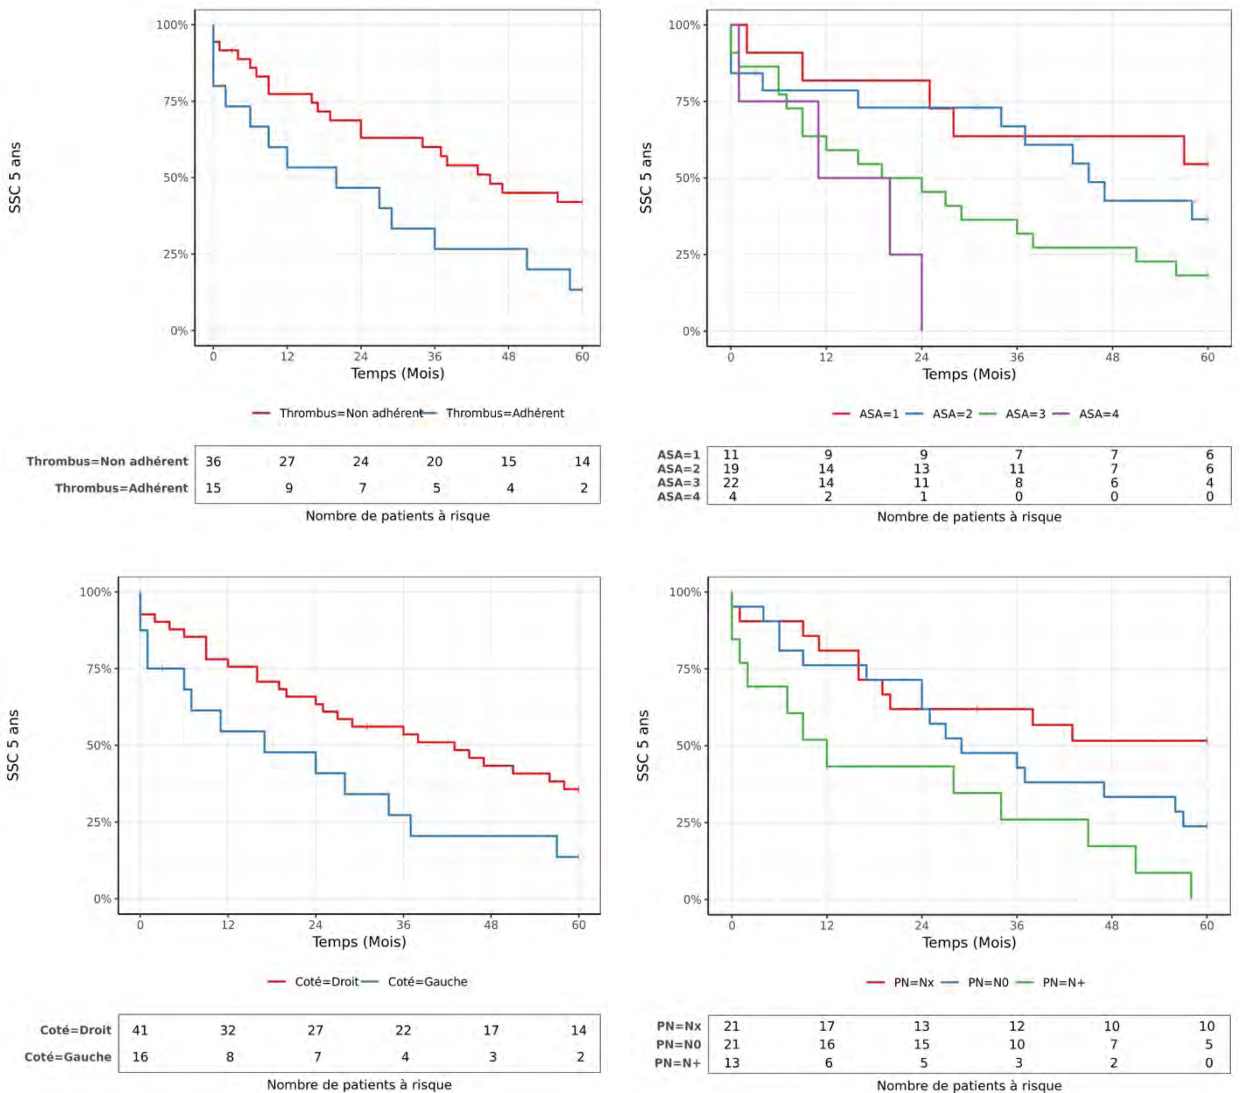 100%
75%
50%
25%
0%
SSC 5 ans
0 12 24 36 48 60
Temps (Mois)
Thrombus=Non adhérent Thrombus=Adhérent
Thrombus=Non adhérent 36 27 24 20 15 14
Thrombus=Adhérent 15 9 7 5 4 2
Nombre de patients à risque
100%
75%
50%
25%
0%
SSC 5 ans
0 12 24 36 48 60
Temps (Mois)
ASA=1 ASA=2 ASA=3 ASA=4
ASA=1 11 9 9 7 7 6
ASA=2 19 14 13 11 7 6
ASA=3 22 14 11 8 6 4
ASA=4 4 2 1 0 0 0
Nombre de patients à risque
100%
75%
50%
25%
0%
SSC 5 ans
0 12 24 36 48 60
Temps (Mois)
Coté=Droit Coté=Gauche
Coté=Droit 41 32 27 22 17 14
Coté=Gauche 16 8 7 4 3 2
Nombre de patients à risque
100%
75%
50%
25%
0%
SSC 5 ans
0 12 24 36 48 60
Temps (Mois)
PN=Nx PN=N0 PN=N+
PN=Nx 21 17 13 12 10 10
PN=N0 21 16 15 10 7 5
PN=N+ 13 6 5 3 2 0
Nombre de patients à risque